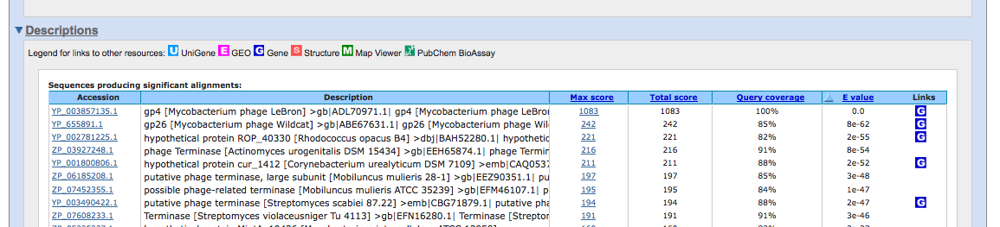 Descriptions
Legend for links to other resources: U UniGene E GEO G Gene S Structure M Map Viewer PubChem BioAssay
Sequences producing significant alignments:
Accession Description Max score Total score Query coverage E value Links
YP_003857135.1 gp4 [Mycobacterium phage LeBron] >gb|ADL70971.1| gp4 [Mycobacterium phage LeBron 1083 1083 100% 0.0 G
YP_655891.1 gp26 [Mycobacterium phage Wildcat] >gb|ABE67631.1| gp26 [Mycobacterium phage Wil 242 242 85% 8e-62 G
YP_002781225.1 hypothetical protein ROP_40330 [Rhodococcus opacus B4] >dbj|BAH52280.1| hypothetic 221 221 82% 2e-55 G
ZP_03927248.1 phage Terminase [Actinomyces urogenitalis DSM 15434] >gb|EEH65874.1| phage Termin 216 216 91% 8e-54
YP_001800806.1 hypothetical protein cur_1412 [Corynebacterium urealyticum DSM 7109] >emb|CAQ0537 211 211 88% 2e-52 G
ZP_06185208.1 putative phage terminase, large subunit [Mobiluncus mulieris 28-1] >gb|EEZ90351.1| pu 197 197 85% 3e-48
ZP_07452355.1 possible phage-related terminase [Mobiluncus mulieris ATCC 35239] >gb|EFM46107.1| p 195 195 84% 1e-47
YP_003490422.1 putative phage terminase [Streptomyces scabiei 87.22] >emb|CBG71879.1| putative pha 194 194 88% 2e-47 G
ZP_07608233.1 Terminase [Streptomyces violaceusniger Tu 4113] >gb|EFN16280.1| Terminase [Strepto 191 191 91% 3e-46